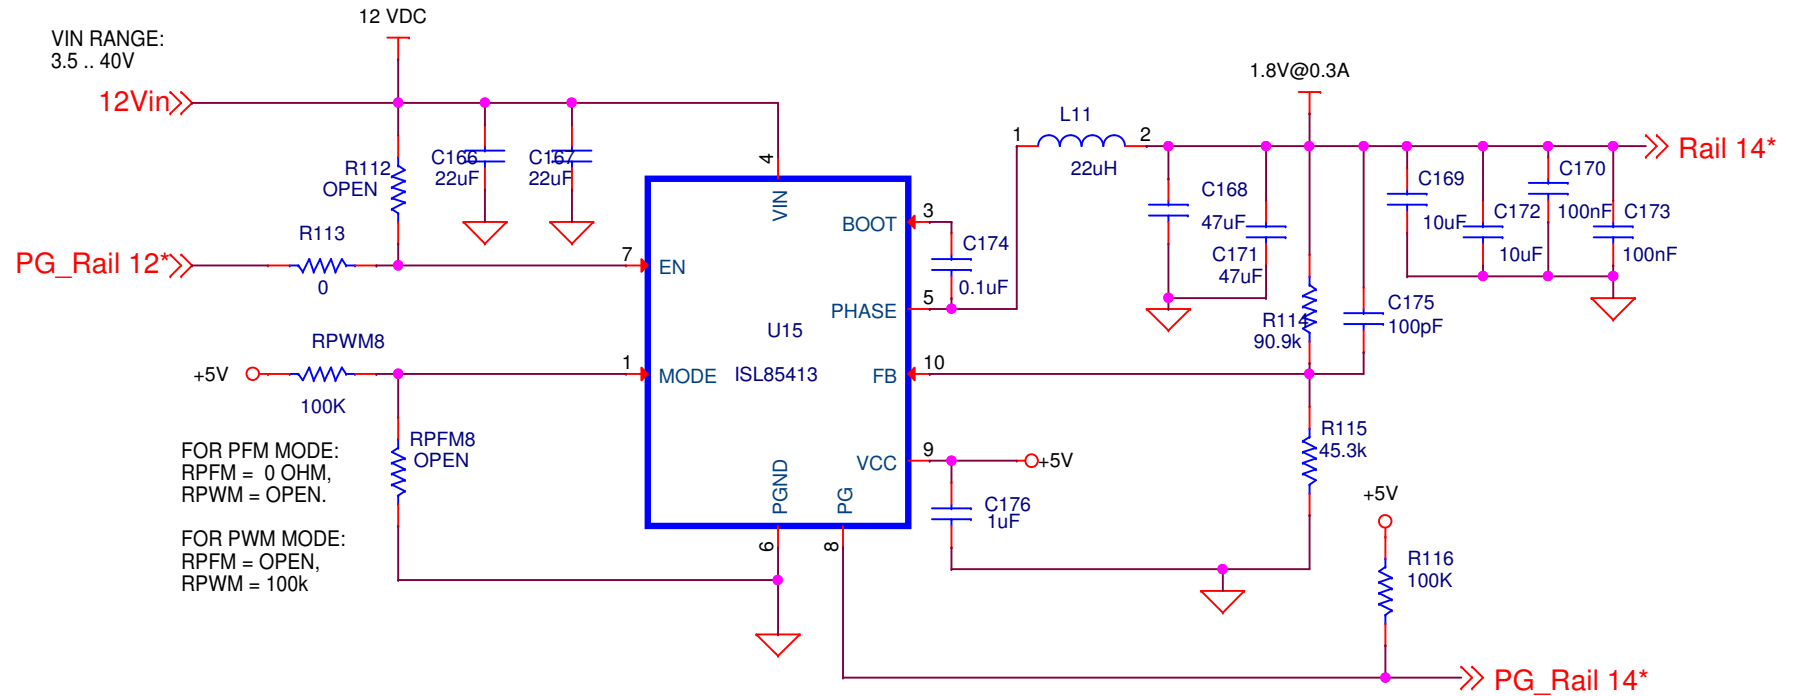 12 VDC
VIN RANGE:
3.5 .. 40V
12Vin
R112
OPEN
C166
22uF
C167
22uF
R113
0
PG_Rail 12*
RPWM8
+5V
100K
RPFM8
OPEN
FOR PFM MODE:
RPFM =  0 OHM,
RPWM = OPEN.
FOR PWM MODE:
RPFM = OPEN,
RPWM = 100k
4
VIN
7
EN
1
MODE
U15
ISL85413
BOOT
3
PHASE
5
FB
10
VCC
9
PGND
6
PG
8
C174
0.1uF
+5V
C176
1uF
1
L11
2
22uH
1.8V@0.3A
Rail 14*
C168
47uF
C171
47uF
R114
90.9k
C175
100pF
C169
10uF
C172
10uF
C170
100nF
C173
100nF
R115
45.3k
+5V
R116
100K
PG_Rail 14*